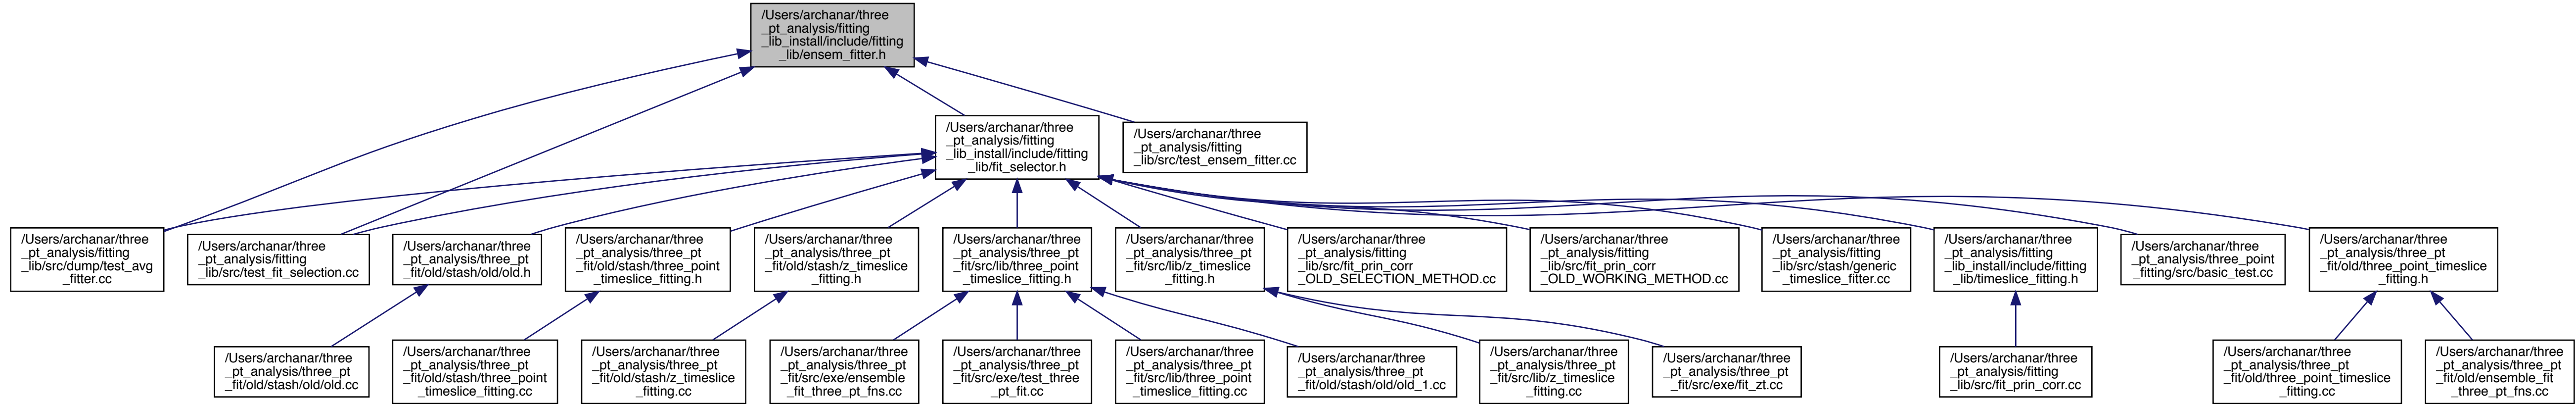 /Users/archanar/three
_pt_analysis/fitting
_lib_install/include/fitting
_lib/ensem_fitter.h
/Users/archanar/three
_pt_analysis/fitting
_lib_install/include/fitting
_lib/fit_selector.h
/Users/archanar/three
_pt_analysis/fitting
_lib/src/test_ensem_fitter.cc
/Users/archanar/three
_pt_analysis/fitting
_lib/src/dump/test_avg
_fitter.cc
/Users/archanar/three
_pt_analysis/fitting
_lib/src/test_fit_selection.cc
/Users/archanar/three
_pt_analysis/three_pt
_fit/old/stash/old/old.h
/Users/archanar/three
_pt_analysis/three_pt
_fit/old/stash/three_point
_timeslice_fitting.h
/Users/archanar/three
_pt_analysis/three_pt
_fit/old/stash/z_timeslice
_fitting.h
/Users/archanar/three
_pt_analysis/three_pt
_fit/src/lib/three_point
_timeslice_fitting.h
/Users/archanar/three
_pt_analysis/three_pt
_fit/src/lib/z_timeslice
_fitting.h
/Users/archanar/three
_pt_analysis/fitting
_lib/src/fit_prin_corr
_OLD_SELECTION_METHOD.cc
/Users/archanar/three
_pt_analysis/fitting
_lib/src/fit_prin_corr
_OLD_WORKING_METHOD.cc
/Users/archanar/three
_pt_analysis/fitting
_lib/src/stash/generic
_timeslice_fitter.cc
/Users/archanar/three
_pt_analysis/fitting
_lib_install/include/fitting
_lib/timeslice_fitting.h
/Users/archanar/three
_pt_analysis/three_point
_fitting/src/basic_test.cc
/Users/archanar/three
_pt_analysis/three_pt
_fit/old/three_point_timeslice
_fitting.h
/Users/archanar/three
_pt_analysis/three_pt
_fit/old/stash/old/old.cc
/Users/archanar/three
_pt_analysis/three_pt
_fit/old/stash/three_point
_timeslice_fitting.cc
/Users/archanar/three
_pt_analysis/three_pt
_fit/old/stash/z_timeslice
_fitting.cc
/Users/archanar/three
_pt_analysis/three_pt
_fit/src/exe/ensemble
_fit_three_pt_fns.cc
/Users/archanar/three
_pt_analysis/three_pt
_fit/src/exe/test_three
_pt_fit.cc
/Users/archanar/three
_pt_analysis/three_pt
_fit/src/lib/three_point
_timeslice_fitting.cc
/Users/archanar/three
_pt_analysis/three_pt
_fit/old/stash/old/old_1.cc
/Users/archanar/three
_pt_analysis/three_pt
_fit/src/lib/z_timeslice
_fitting.cc
/Users/archanar/three
_pt_analysis/three_pt
_fit/src/exe/fit_zt.cc
/Users/archanar/three
_pt_analysis/fitting
_lib/src/fit_prin_corr.cc
/Users/archanar/three
_pt_analysis/three_pt
_fit/old/three_point_timeslice
_fitting.cc
/Users/archanar/three
_pt_analysis/three_pt
_fit/old/ensemble_fit
_three_pt_fns.cc